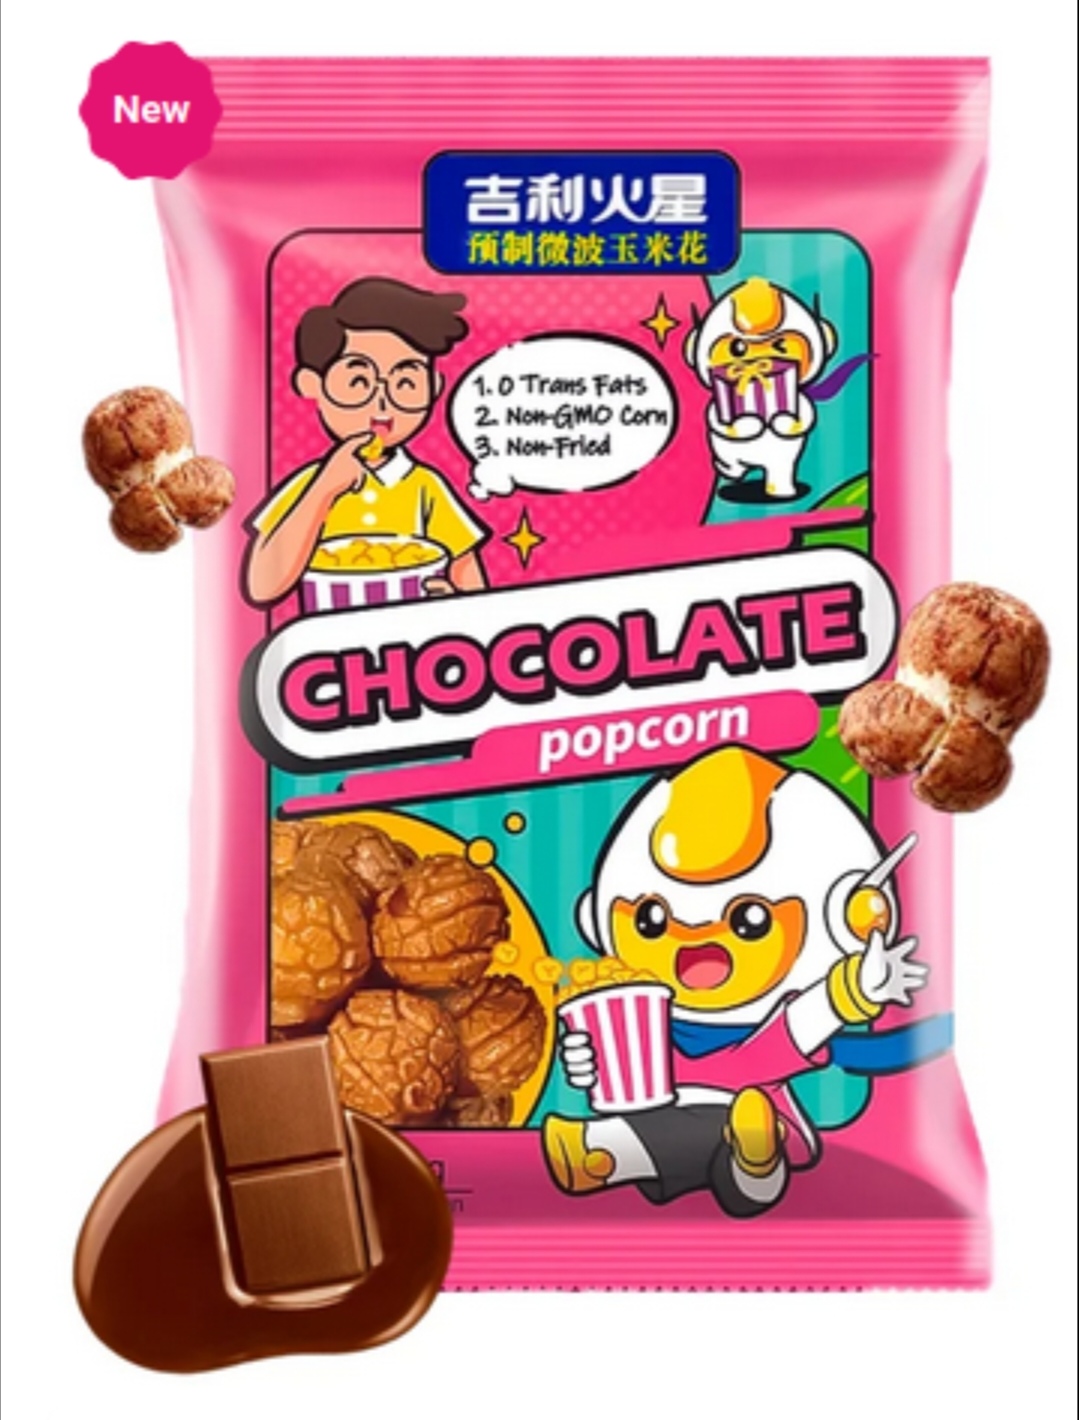 New
吉利火星
预制微波玉米花
1. 0 Trans Fats
2. Non-GMO Corn
3. Non-Fried
CHOCOLATE
popcorn